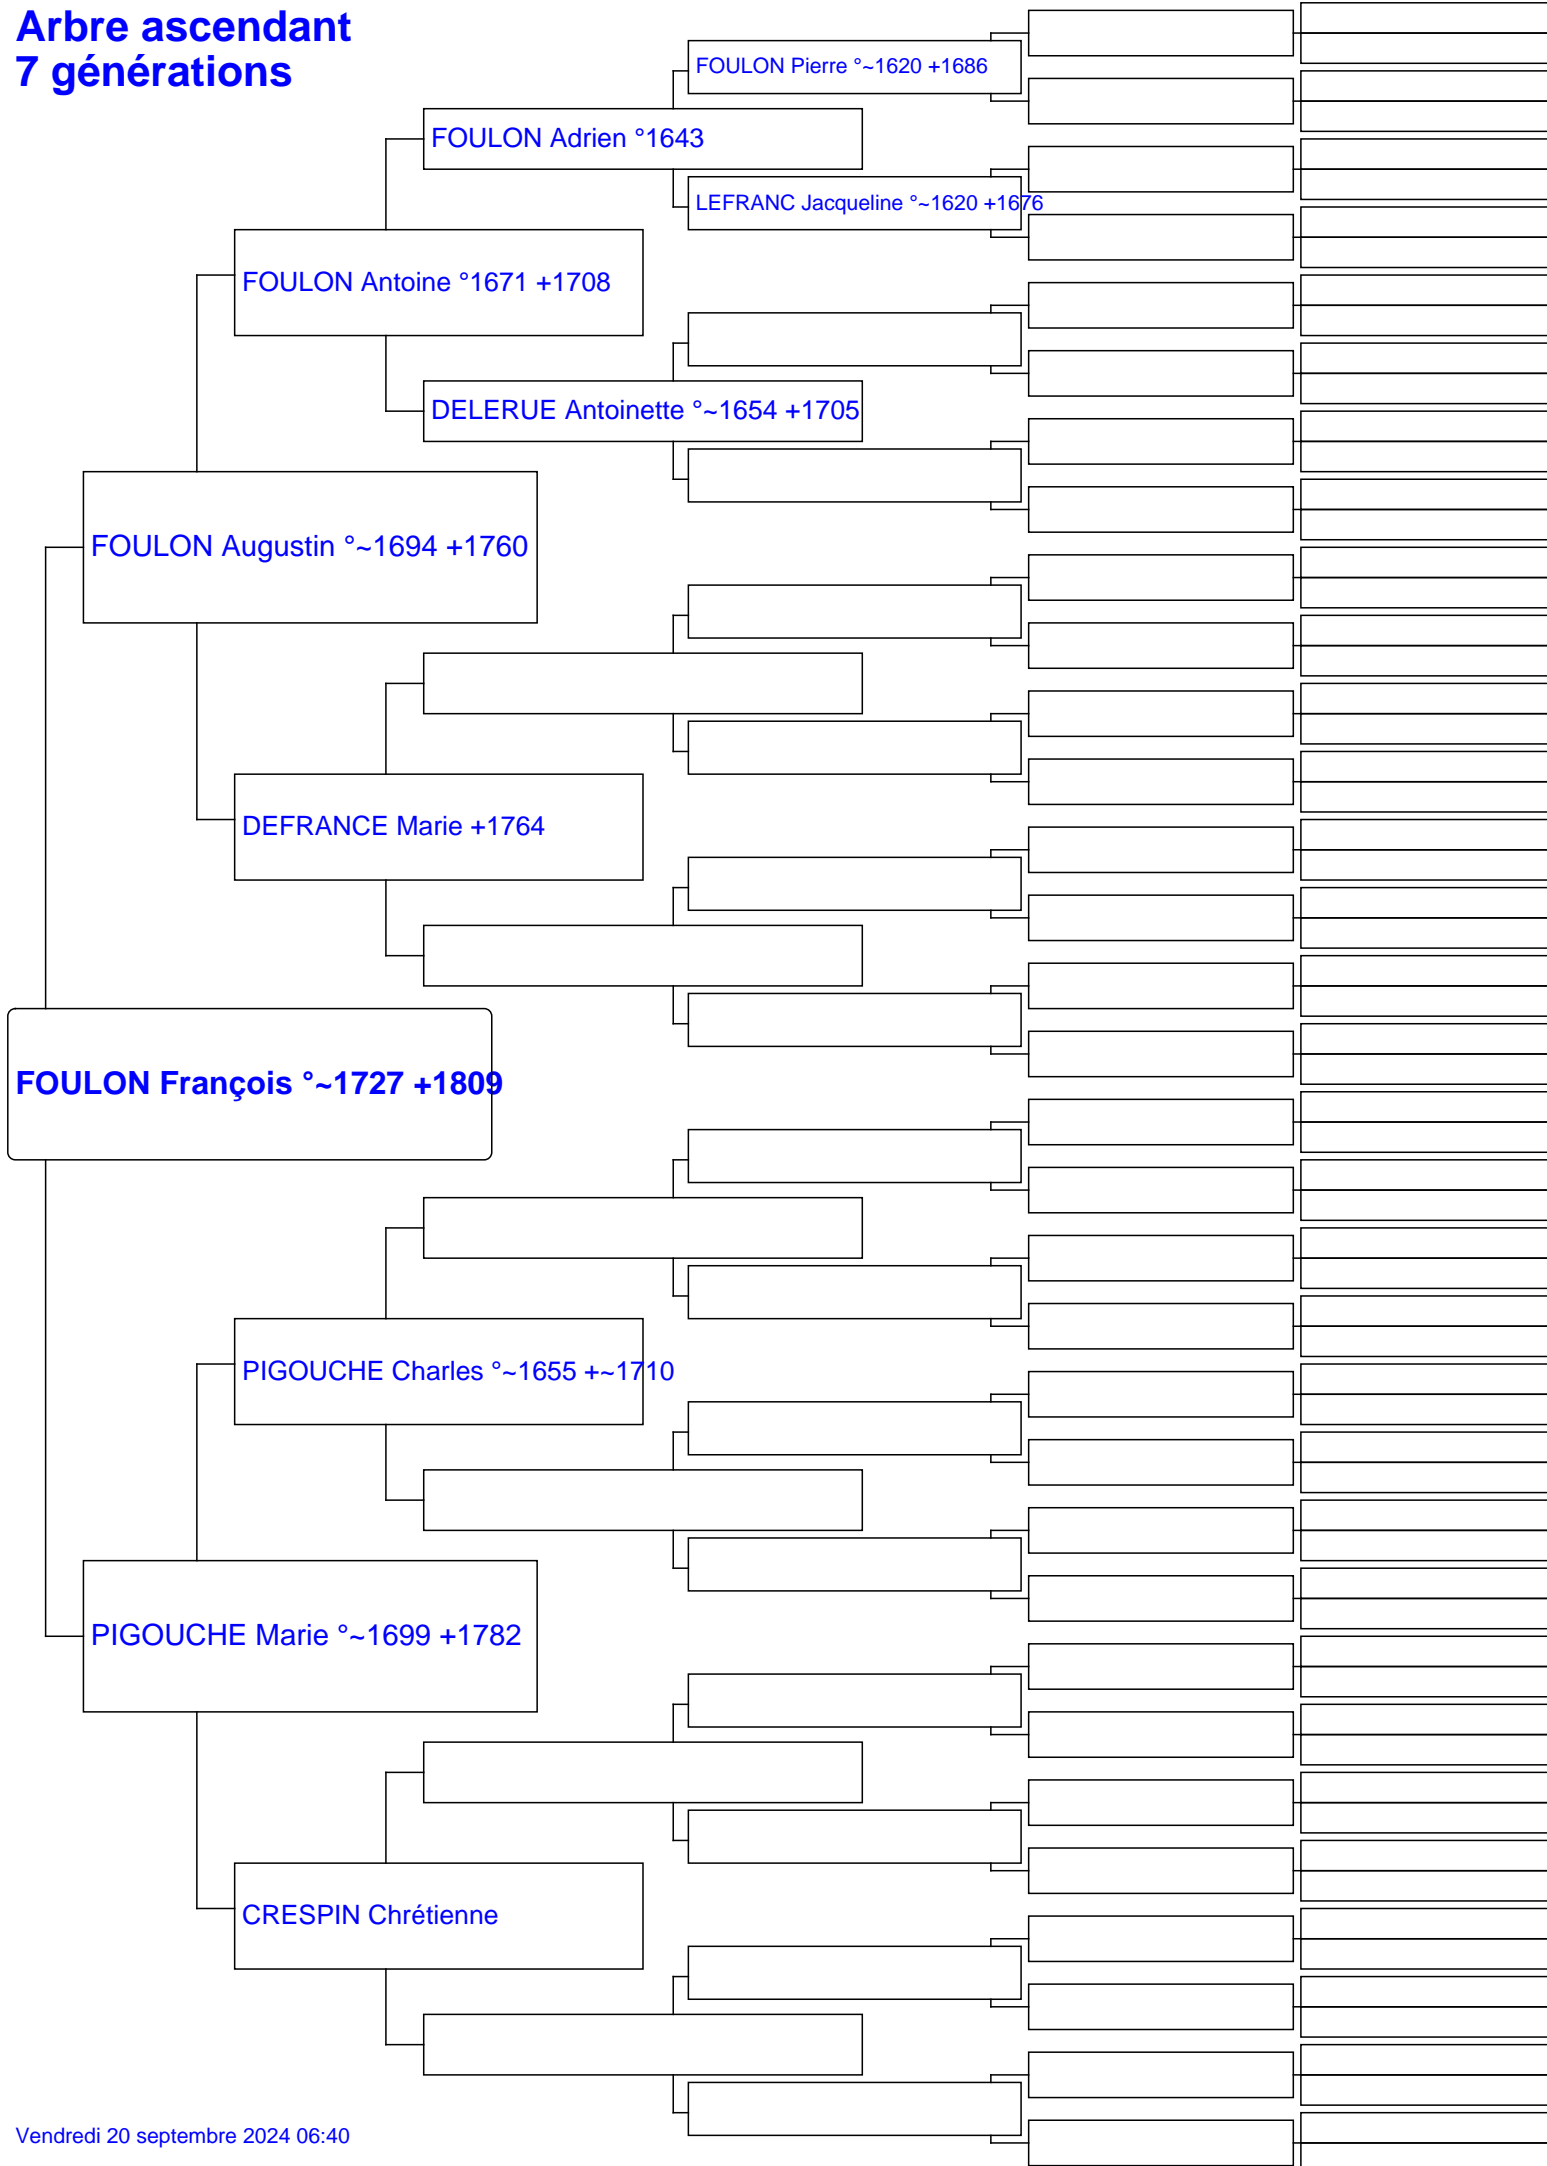 Arbre ascendant
7 générations
FOULON Pierre °~1620 +1686
FOULON Adrien °1643
LEFRANC Jacqueline °~1620 +1676
FOULON Antoine °1671 +1708
DELERUE Antoinette °~1654 +1705
FOULON Augustin °~1694 +1760
DEFRANCE Marie +1764
FOULON François °~1727 +1809
PIGOUCHE Charles °~1655 +~1710
PIGOUCHE Marie °~1699 +1782
CRESPIN Chrétienne
Vendredi 20 septembre 2024 06:40